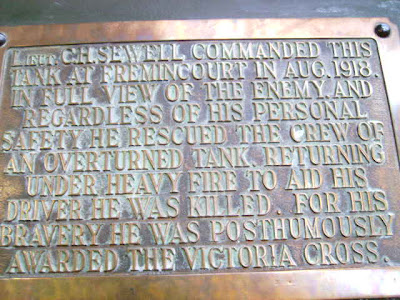 LIEUT. C.H. SEWELL COMMANDED THIS
TANK AT FREMINCOURT IN AUG. 1918.
IN FULL VIEW OF THE ENEMY AND
REGARDLESS OF HIS PERSONAL
SAFETY HE RESCUED THE CREW OF
AN OVERTURNED TANK. RETURNING
UNDER HEAVY FIRE TO AID HIS
DRIVER HE WAS KILLED. FOR HIS
BRAVERY HE WAS POSTHUMOUSLY
AWARDED THE VICTORIA CROSS.